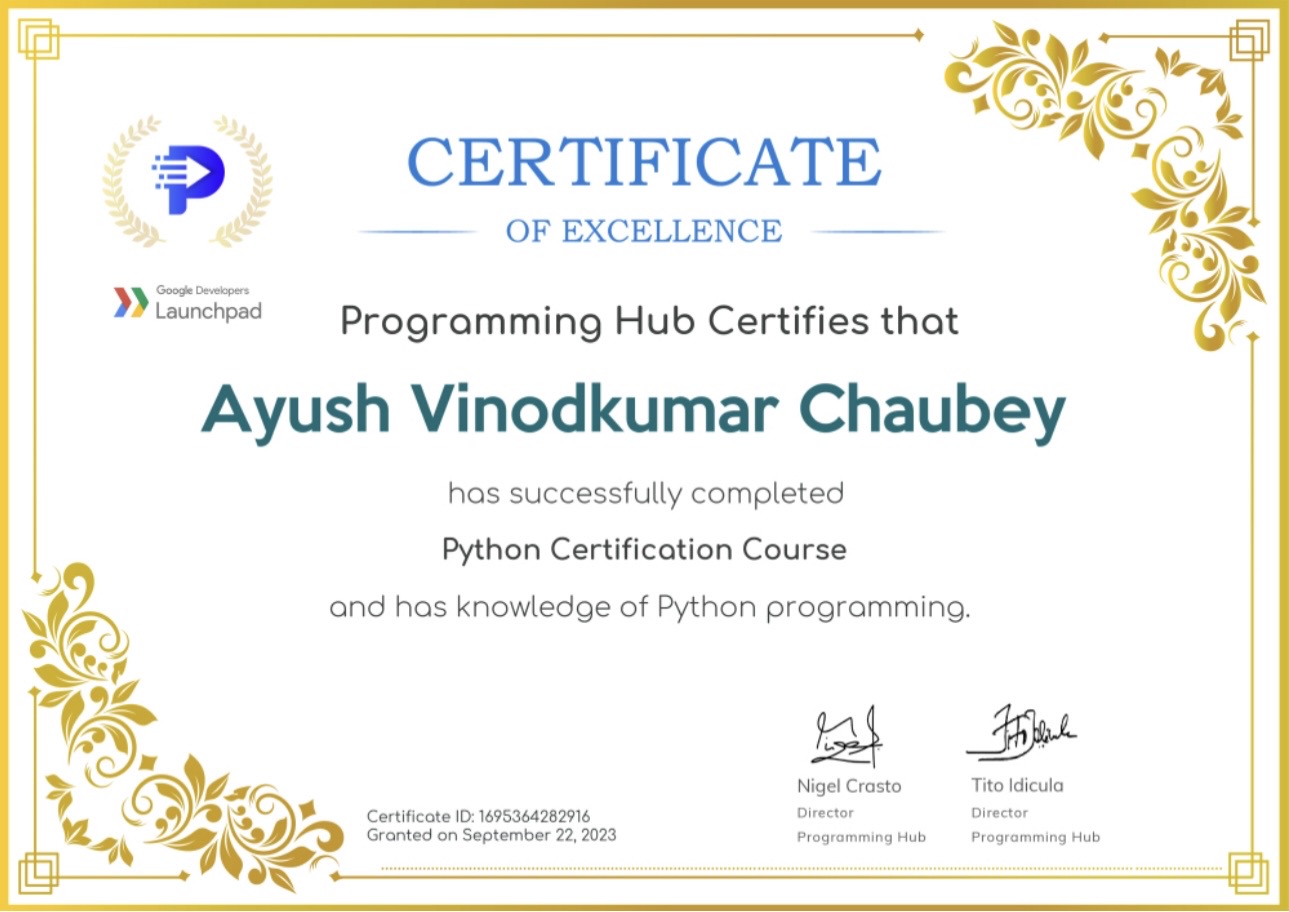 CERTIFICATE
OF EXCELLENCE
Google Developers
Launchpad
Programming Hub Certifies that
Ayush Vinodkumar Chaubey
has successfully completed
Python Certification Course
and has knowledge of Python programming.
Certificate ID: 1695364282916
Granted on September 22, 2023
Nigel Crasto
Director
Programming Hub
Tito Idicula
Director
Programming Hub